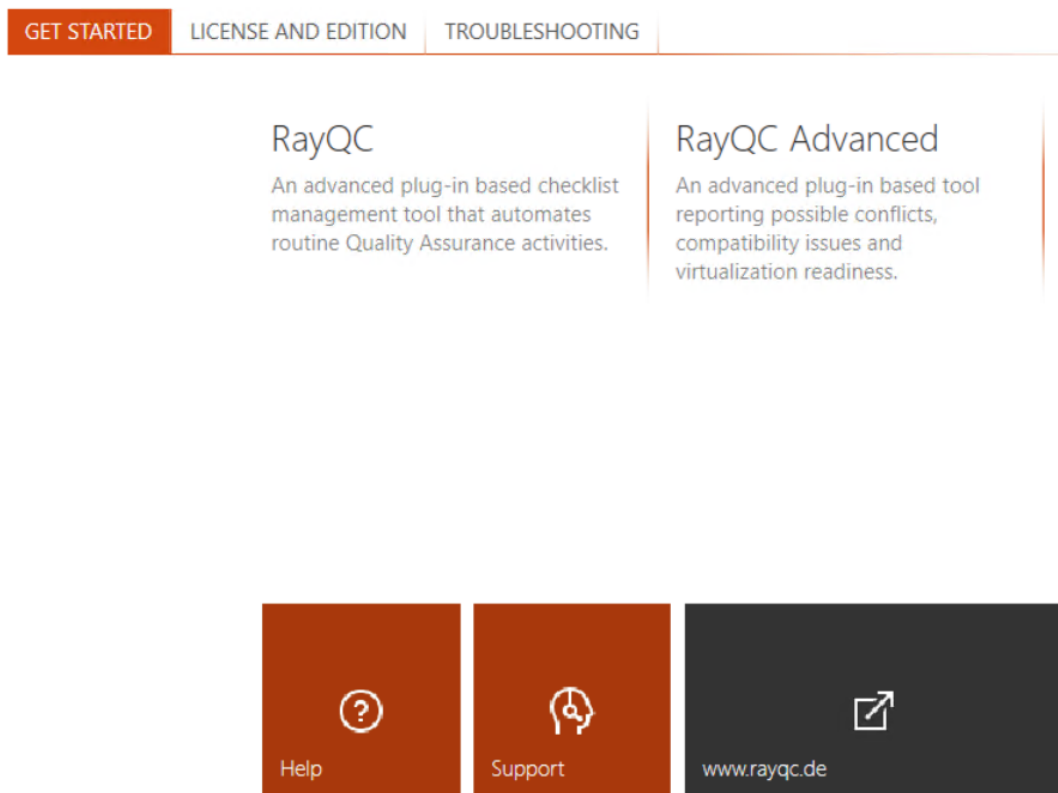 GET STARTED LICENSE AND EDITION TROUBLESHOOTING
RayQC
An advanced plug-in based checklist
management tool that automates
routine Quality Assurance activities.
RayQC Advanced
An advanced plug-in based tool
reporting possible conflicts,
compatibility issues and
virtualization readiness.
Help
Support
www.rayqc.de